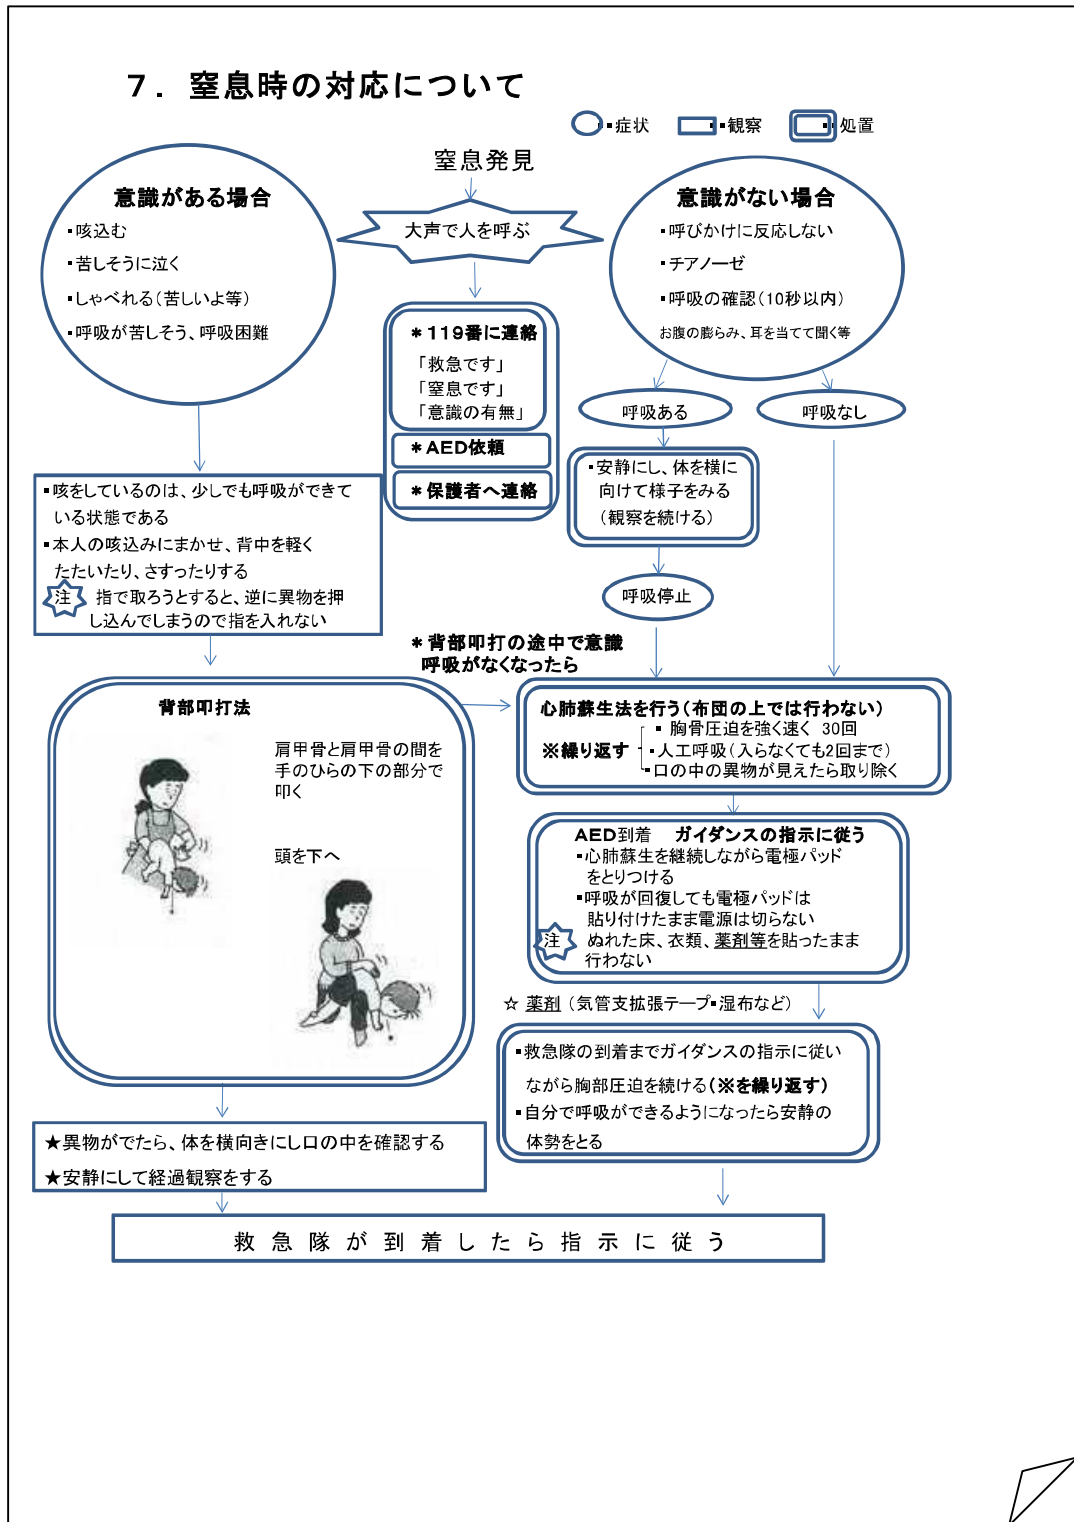 ７．窒息時の対応について
・・症状
・・観察
・・処置
窒息発見
大声で人を呼ぶ
意識がある場合
・咳込む
・苦しそうに泣く
・しゃべれる（苦しいよ等）
・呼吸が苦しそう、呼吸困難
意識がない場合
・呼びかけに反応しない
・チアノーゼ
・呼吸の確認（10秒以内）
お腹の膨らみ、耳を当てて聞く等
＊119番に連絡
「救急です」
「窒息です」
「意識の有無」
＊AED依頼
＊保護者へ連絡
呼吸ある
呼吸なし
・安静にし、体を横に
向けて様子をみる
（観察を続ける）
呼吸停止
・咳をしているのは、少しでも呼吸ができて
いる状態である
・本人の咳込みにまかせ、背中を軽く
たたいたり、さすったりする
注　指で取ろうとすると、逆に異物を押
し込んでしまうので指を入れない
＊背部叩打の途中で意識
呼吸がなくなったら
背部叩打法
肩甲骨と肩甲骨の間を
手のひらの下の部分で
叩く
頭を下へ
心肺蘇生法を行う（布団の上では行わない）
・胸骨圧迫を強く速く 30回
※繰り返す ・人工呼吸（入らなくても2回まで）
・口の中の異物が見えたら取り除く
AED到着　ガイダンスの指示に従う
・心肺蘇生を継続しながら電極パッド
をとりつける
・呼吸が回復しても電極パッドは
貼り付けたまま電源は切らない
注　ぬれた床、衣類、薬剤等を貼ったまま
行わない
☆ 薬剤（気管支拡張テープ・湿布など）
・救急隊の到着までガイダンスの指示に従い
ながら胸部圧迫を続ける（※を繰り返す）
・自分で呼吸ができるようになったら安静の
体勢をとる
★異物がでたら、体を横向きにし口の中を確認する
★安静にして経過観察をする
救急隊が到着したら指示に従う